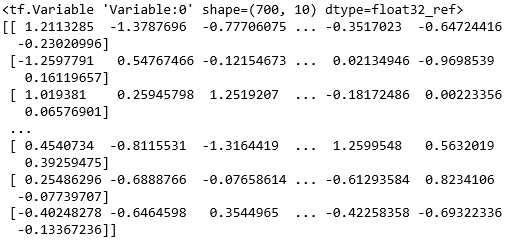 <tf.Variable 'Variable:0' shape=(700, 10) dtype=float32_ref>
[[ 1.2113285  -1.3787696  -0.77706075 ... -0.3517023  -0.64724416
  -0.23020996]
 [-1.2597791   0.54767466 -0.12154673 ...  0.02134946 -0.9698539
   0.16119657]
 [ 1.019381    0.25945798  1.2519207  ... -0.18172486  0.00223356
   0.06576901]
 ...
 [ 0.4540734  -0.8115531  -1.3164419  ...  1.2599548   0.5632019
   0.39259475]
 [ 0.25486296 -0.6888766  -0.07658614 ... -0.61293584  0.8234106
  -0.07739707]
 [-0.40248278 -0.6464598   0.3544965  ... -0.42258358 -0.69322336
  -0.13367236]]